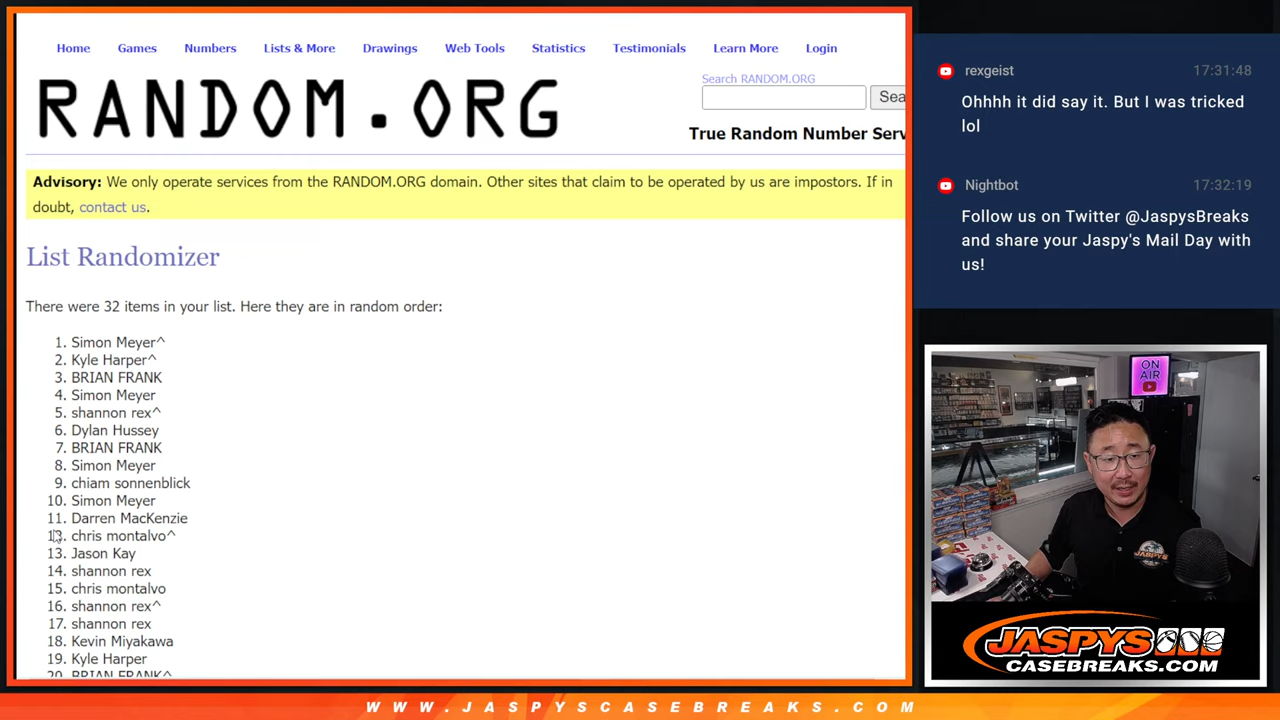 Home Games Numbers Lists & More Drawings Web Tools Statistics Testimonials Learn More Login
Search RANDOM.ORG
RANDOM.ORG
Sea
True Random Number Serv
Advisory: We only operate services from the RANDOM.ORG domain. Other sites that claim to be operated by us are impostors. If in
doubt, contact us.
List Randomizer
There were 32 items in your list. Here they are in random order:
1. Simon Meyer^
2. Kyle Harper^
3. BRIAN FRANK
4. Simon Meyer
5. shannon rex^
6. Dylan Hussey
7. BRIAN FRANK
8. Simon Meyer
9. chiam sonnenblick
10. Simon Meyer
11. Darren MacKenzie
chris montalvo^
13. Jason Kay
14. shannon rex
15. chris montalvo
16. shannon rex^
17. shannon rex
18. Kevin Miyakawa
19. Kyle Harper
20. BRIAN FRANK^
rexgeist 17:31:48
Ohhhh it did say it. But I was tricked
lol
Nightbot 17:32:19
Follow us on Twitter @JaspysBreaks
and share your Jaspy's Mail Day with
us!
ON
AIR
JASPYS
CASEBREAKS.COM
WWW.JASPYSCASEBREAKS.COM